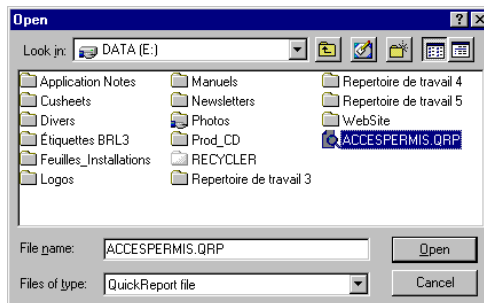 Open
Look in: DATA (E:)
Application Notes Manuels Repertoire de travail 4
Cusheets Newsletters Repertoire de travail 5
Divers Photos WebSite
Étiquettes BRL3 Prod_CD ACCESPERMIS.QRP
Feuilles_Installations RECYCLER
Logos Repertoire de travail 3
File name: ACCESPERMIS.QRP Open
Files of type: QuickReport file Cancel